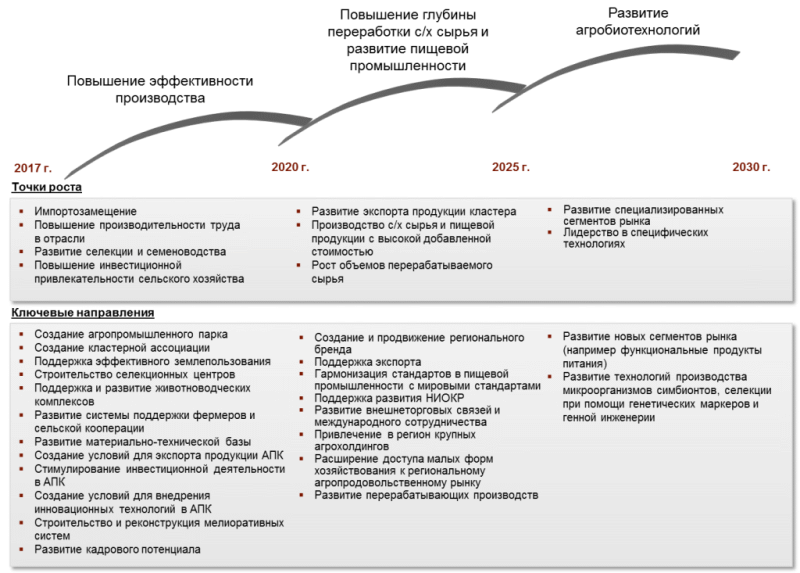 Повышение эффективности
производства
Повышение глубины
переработки с/х сырья и
развитие пищевой
промышленности
Развитие
агробиотехнологий
2017 г.
2020 г.
2025 г.
2030 г.
Точки роста
Импортозамещение
Повышение производительности труда
в отрасли
Развитие селекции и семеноводства
Повышение инвестиционной
привлекательности сельского хозяйства
Развитие экспорта продукции кластера
Производство с/х сырья и пищевой
продукции с высокой добавленной
стоимостью
Рост объемов перерабатываемого
сырья
Развитие специализированных
сегментов рынка
Лидерство в специфических
технологиях
Ключевые направления
Создание агропромышленного парка
Создание кластерной ассоциации
Поддержка эффективного землепользования
Строительство селекционных центров
Поддержка и развитие животноводческих
комплексов
Развитие системы поддержки фермеров и
сельской кооперации
Развитие материально-технической базы
Создание условий для экспорта продукции АПК
Стимулирование инвестиционной деятельности
в АПК
Создание условий для внедрения
инновационных технологий в АПК
Строительство и реконструкция мелиоративных
систем
Развитие кадрового потенциала
Создание и продвижение регионального
бренда
Поддержка экспорта
Гармонизация стандартов в пищевой
промышленности с мировыми стандартами
Поддержка развития НИОКР
Развитие внешнеторговых связей и
международного сотрудничества
Привлечение в регион крупных
агрохолдингов
Расширение доступа малых форм
хозяйствования к региональному
агропродовольственному рынку
Развитие перерабатывающих производств
Развитие новых сегментов рынка
(например функциональные продукты
питания)
Развитие технологий производства
микроорганизмов симбионтов, селекции
при помощи генетических маркеров и
генной инженерии